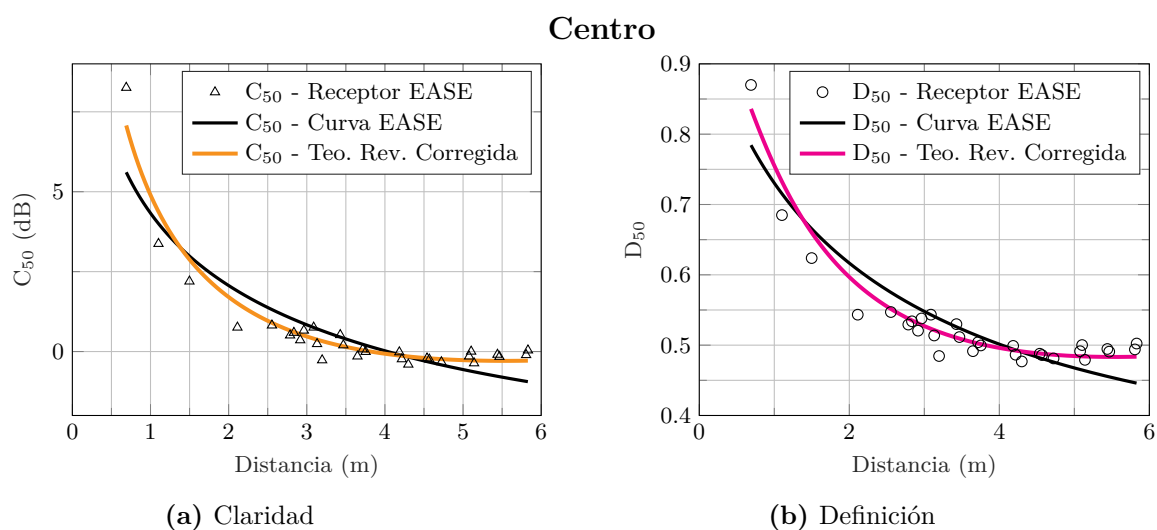 Centro
C₅₀ - Receptor EASE
C₅₀ - Curva EASE
C₅₀ - Teo. Rev. Corregida
C₅₀ (dB)
5
0
0 1 2 3 4 5 6
Distancia (m)
(a) Claridad
D₅₀ - Receptor EASE
D₅₀ - Curva EASE
D₅₀ - Teo. Rev. Corregida
D₅₀
0.9
0.8
0.7
0.6
0.5
0.4
0 2 4 6
Distancia (m)
(b) Definición